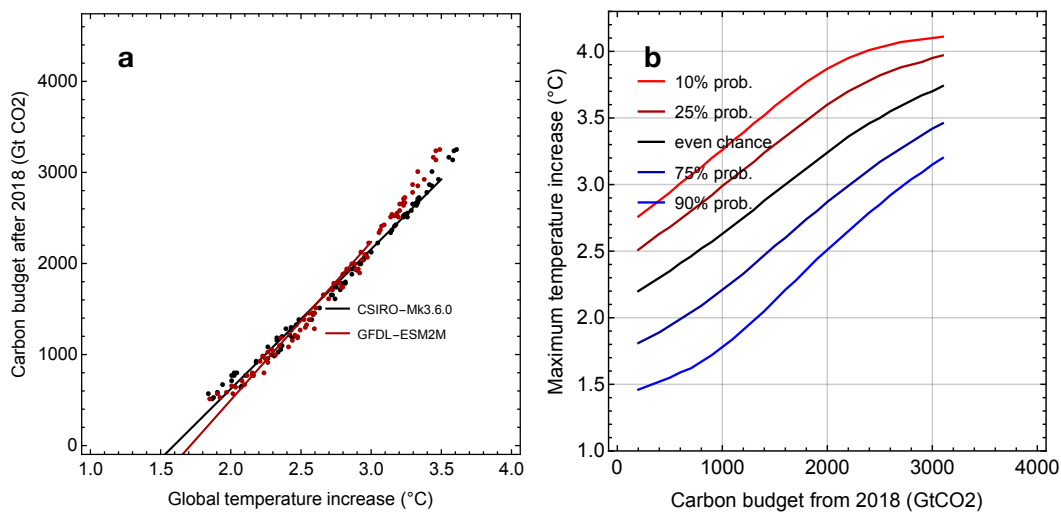 a
Carbon budget after 2018 (Gt CO2)
4000
3000
2000
1000
0
CSIRO−Mk3.6.0
GFDL−ESM2M
1.0 1.5 2.0 2.5 3.0 3.5 4.0
Global temperature increase (°C)
b
Maximum temperature increase (°C)
4.0
3.5
3.0
2.5
2.0
1.5
1.0
10% prob.
25% prob.
even chance
75% prob.
90% prob.
0 1000 2000 3000 4000
Carbon budget from 2018 (GtCO2)